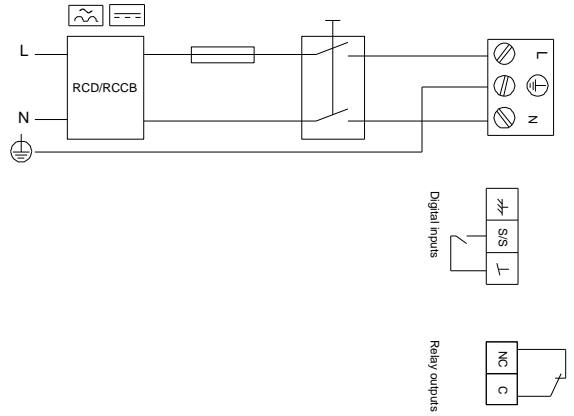 L
RCD/RCCB
N
L
N
Digital inputs
S/S
Relay outputs
NC
C